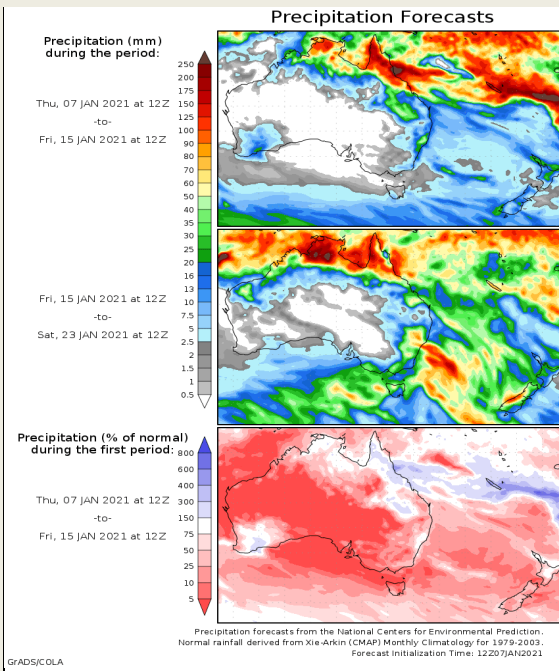 Precipitation Forecasts
Precipitation (mm)
during the period:
Thu, 07 JAN 2021 at 12Z
-to-
Fri, 15 JAN 2021 at 12Z
250
200
175
150
125
100
90
80
70
60
50
40
35
30
25
20
16
13
10
7.5
5
2.5
2
1.5
1
0.5
Fri, 15 JAN 2021 at 12Z
-to-
Sat, 23 JAN 2021 at 12Z
Precipitation (% of normal)
during the first period:
Thu, 07 JAN 2021 at 12Z
-to-
Fri, 15 JAN 2021 at 12Z
800
600
400
300
150
75
50
25
10
5
Precipitation forecasts from the National Centers for Environmental Prediction.
Normal rainfall derived from Xie-Arkin (CMAP) Monthly Climatology for 1979-2003.
Forecast Initialization Time: 12Z07JAN2021
GrADS/COLA